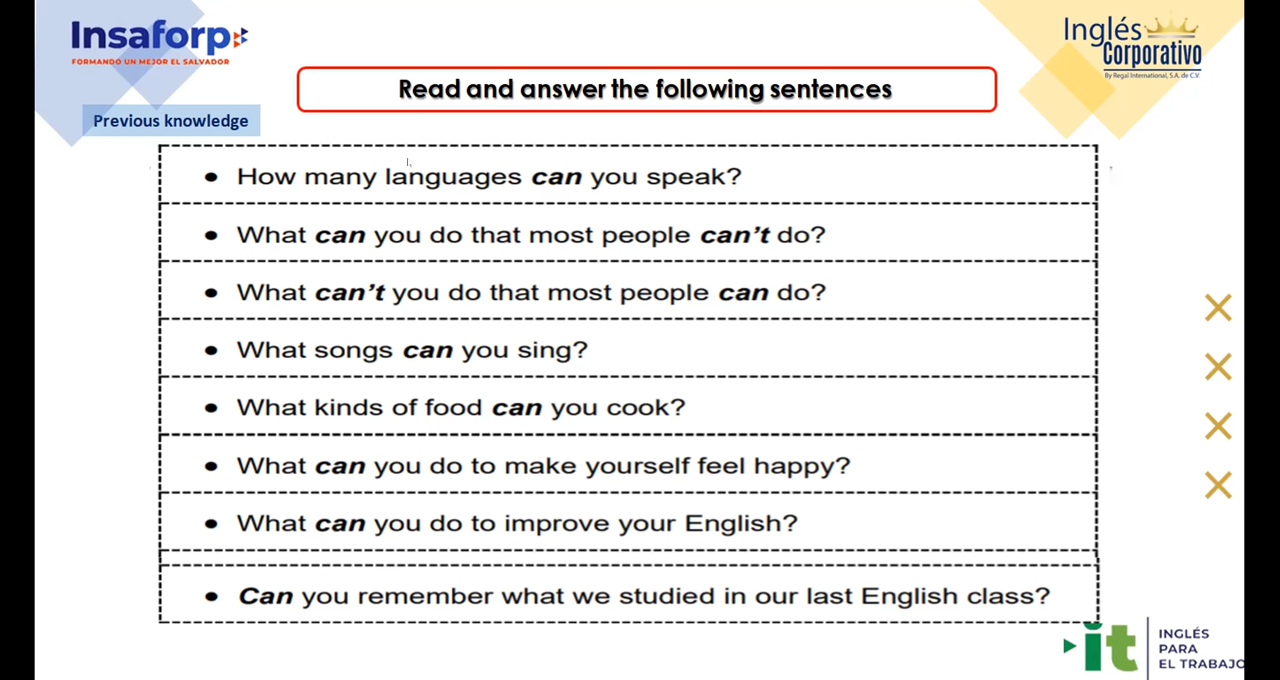 Insaforp
FORMANDO UN MEJOR EL SALVADOR
Inglés
Corporativo
By Regal International, S.A. de C.V.
Read and answer the following sentences
Previous knowledge
• How many languages can you speak?
• What can you do that most people can't do?
• What can't you do that most people can do?
• What songs can you sing?
• What kinds of food can you cook?
• What can you do to make yourself feel happy?
• What can you do to improve your English?
• Can you remember what we studied in our last English class?
it
INGLÉS
PARA
EL TRABAJO